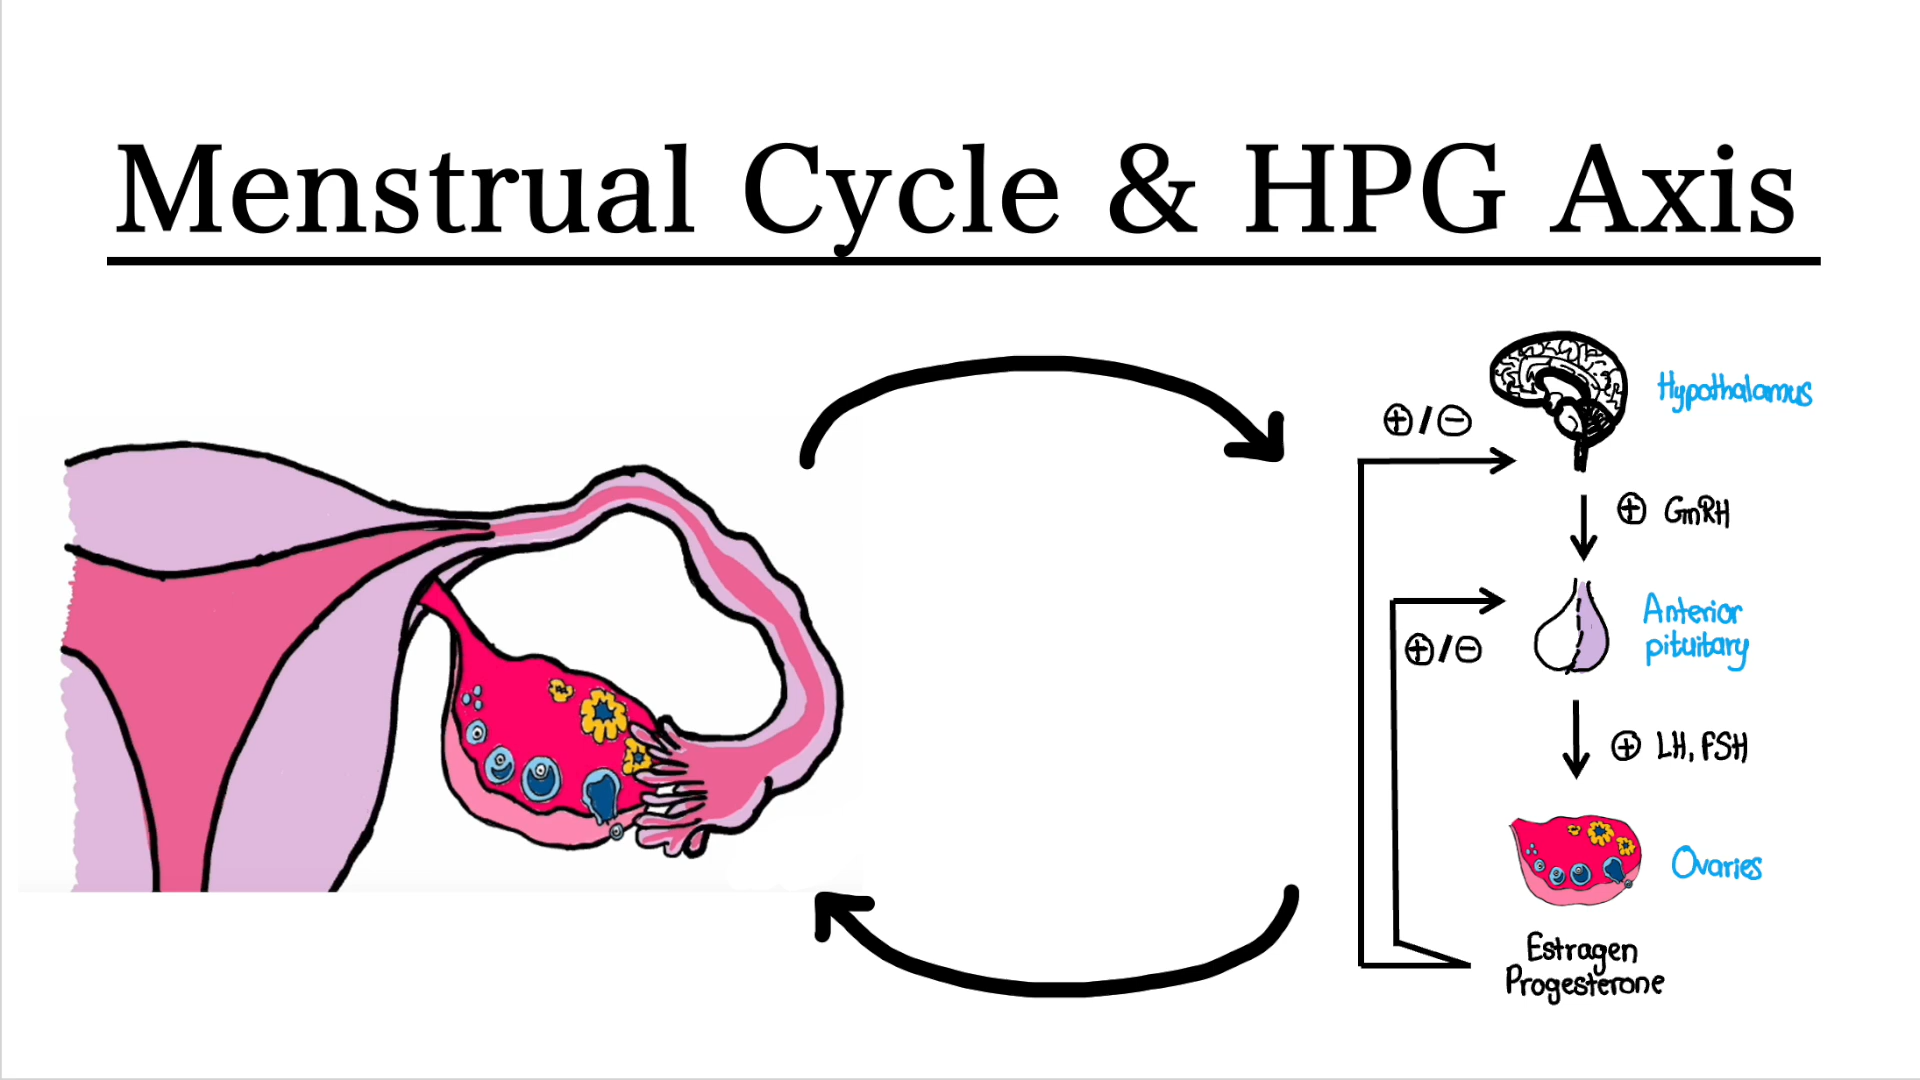 Menstrual Cycle & HPG Axis
Hypothalamus
⊕/⊖
⊕ GnRH
Anterior
pituitary
⊕/⊖
⊕ LH, FSH
Ovaries
Estragen
Progesterone